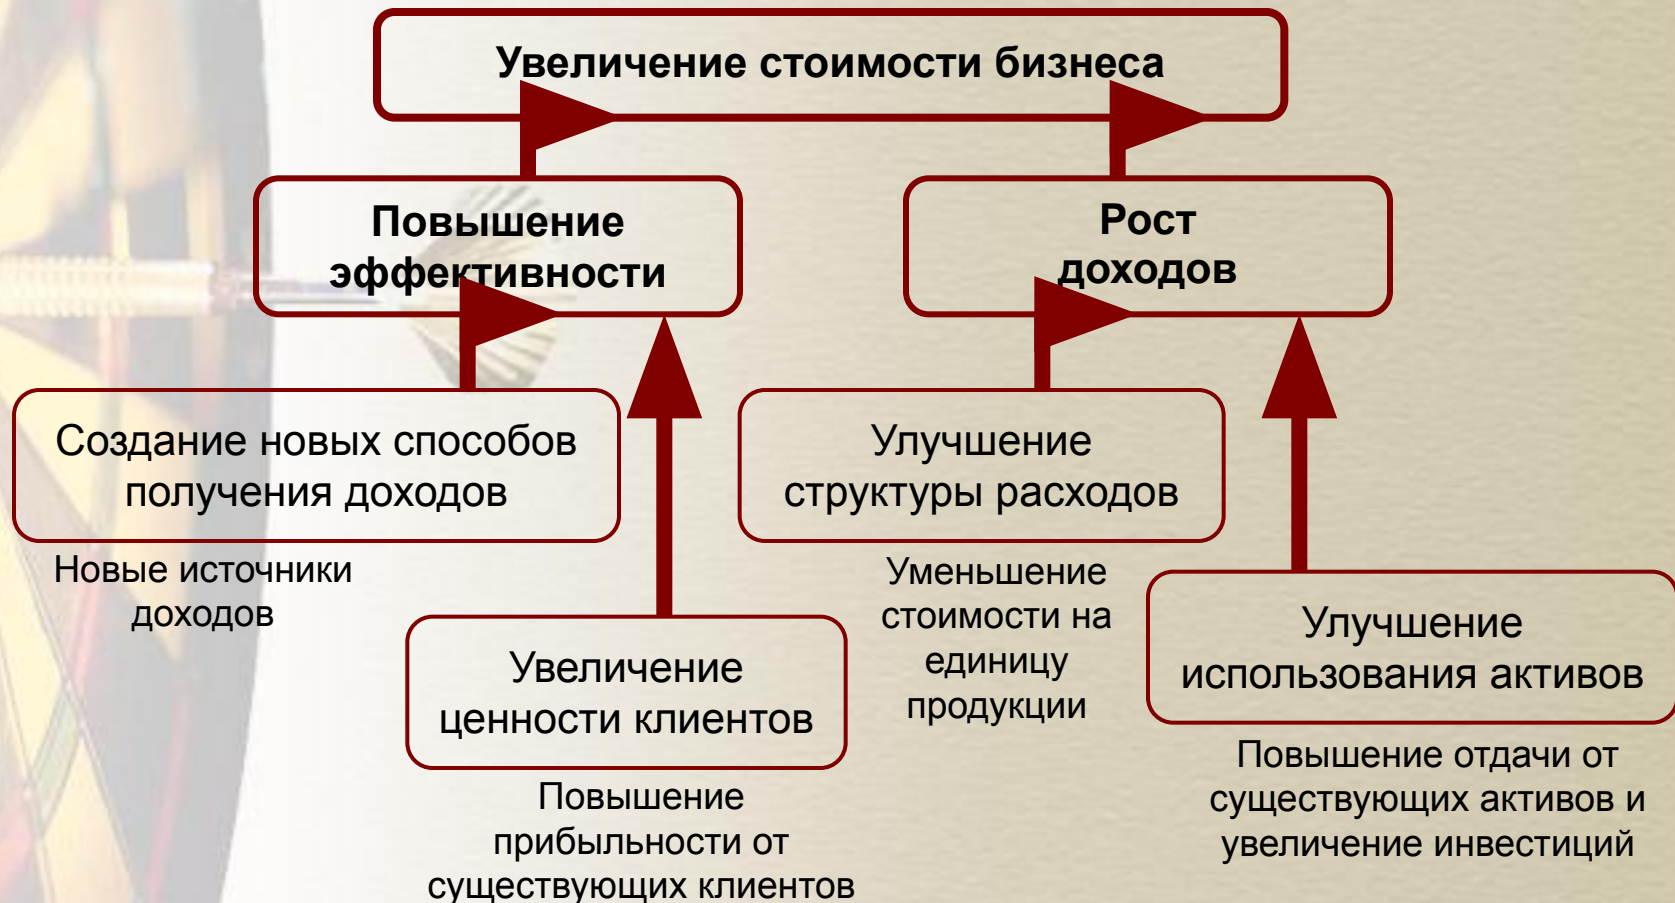 Увеличение стоимости бизнеса
Повышение
эффективности
Рост
доходов
Создание новых способов
получения доходов
Новые источники
доходов
Увеличение
ценности клиентов
Повышение
прибыльности от
существующих клиентов
Улучшение
структуры расходов
Уменьшение
стоимости на
единицу
продукции
Улучшение
использования активов
Повышение отдачи от
существующих активов и
увеличение инвестиций